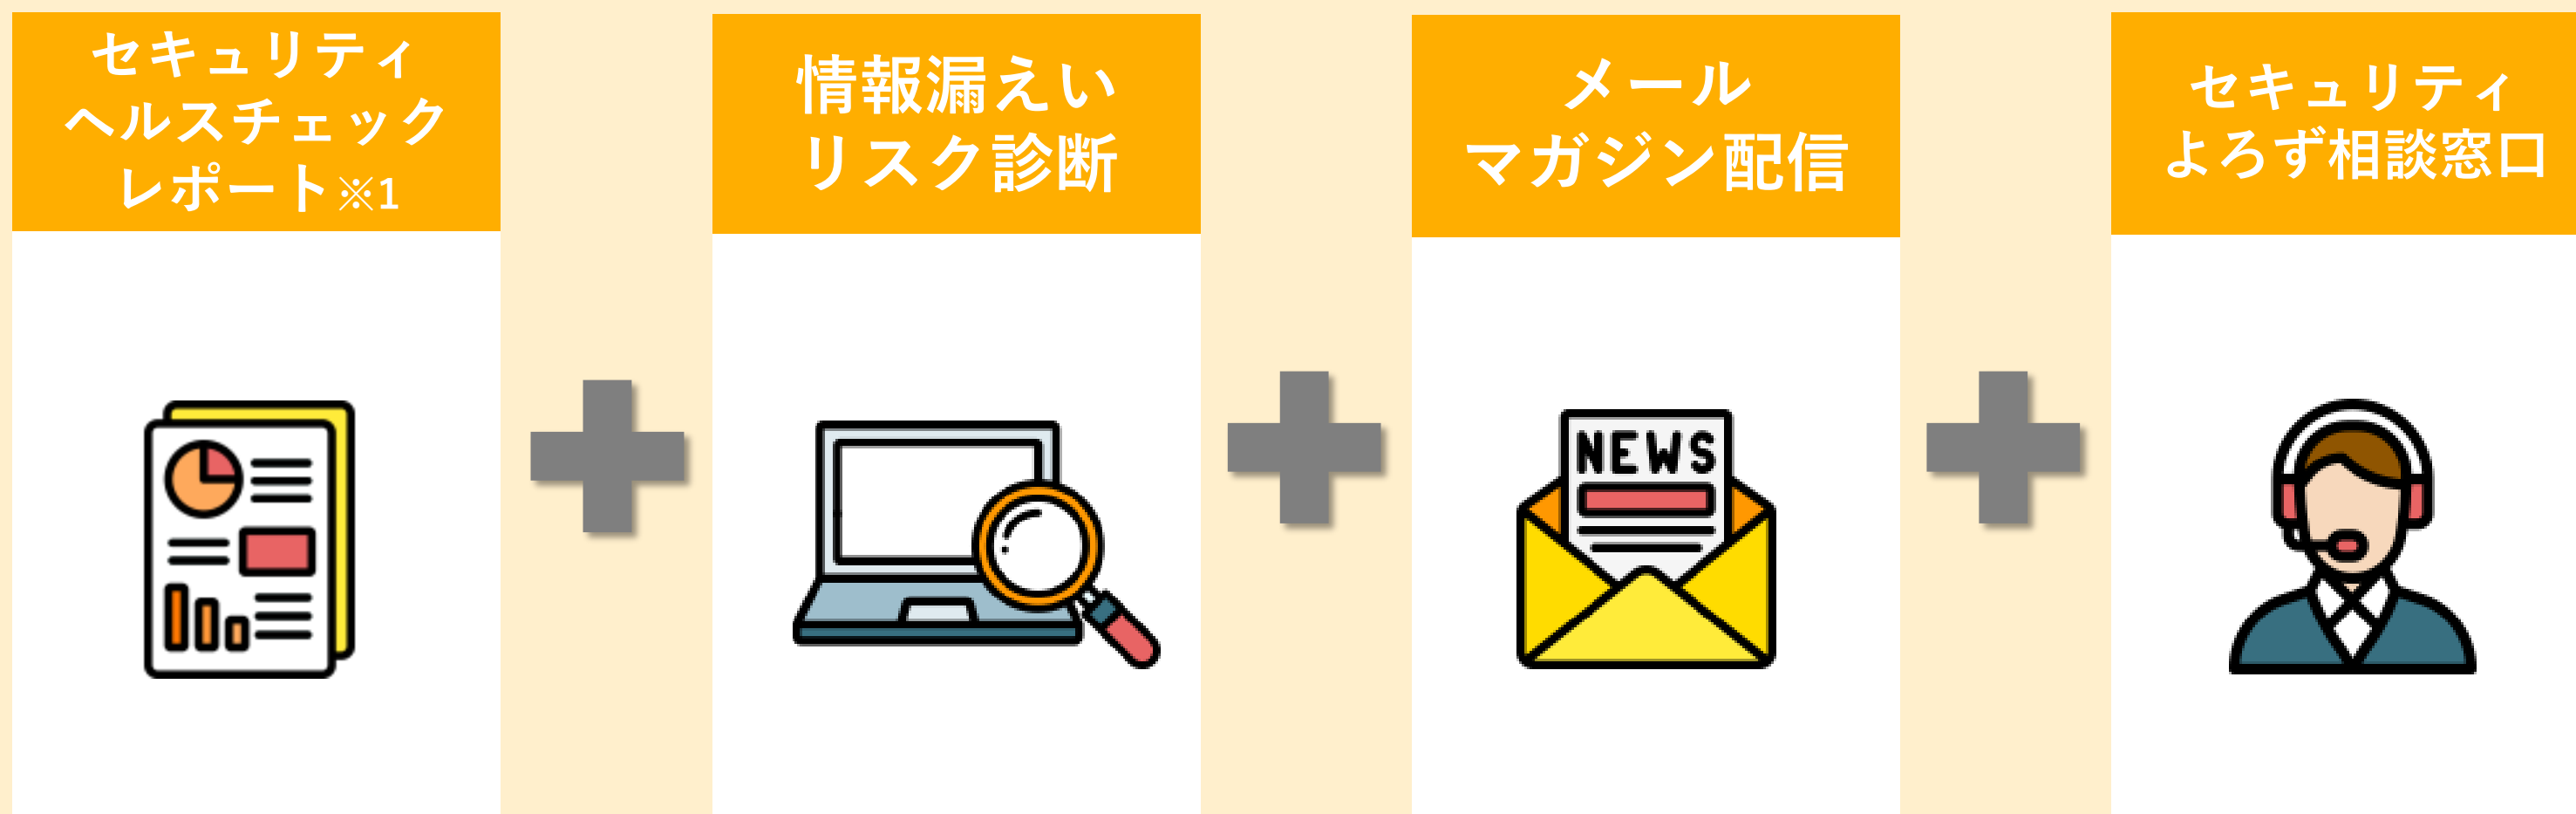 セキュリティ
ヘルスチェック
レポート※1
情報漏えい
リスク診断
メール
マガジン配信
セキュリティ
よろず相談窓口
NEWS